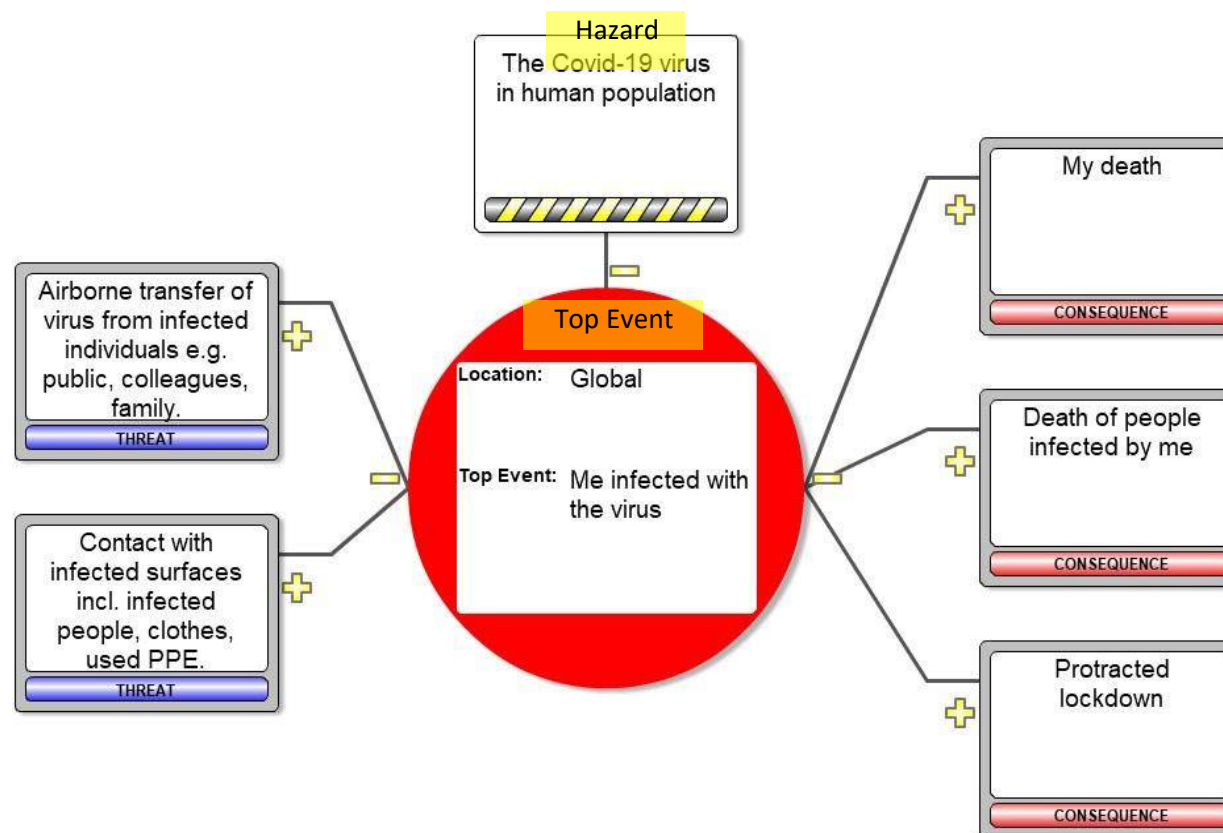 Hazard
The Covid-19 virus
in human population
Airborne transfer of
virus from infected
individuals e.g.
public, colleagues,
family.
THREAT
Contact with
infected surfaces
incl. infected
people, clothes,
used PPE.
THREAT
Top Event
Location: Global
Top Event: Me infected with
the virus
My death
CONSEQUENCE
Death of people
infected by me
CONSEQUENCE
Protracted
lockdown
CONSEQUENCE